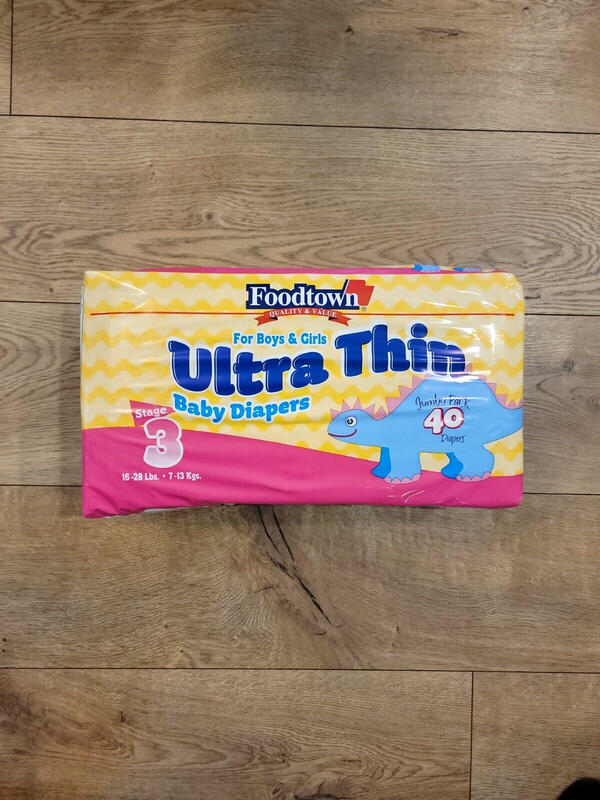 Foodtown®
QUALITY & VALUE
For Boys & Girls
Ultra Thin
Baby Diapers
Stage
3
16-28 Lbs. • 7-13 Kgs.
Jumbo Pack
40
Diapers